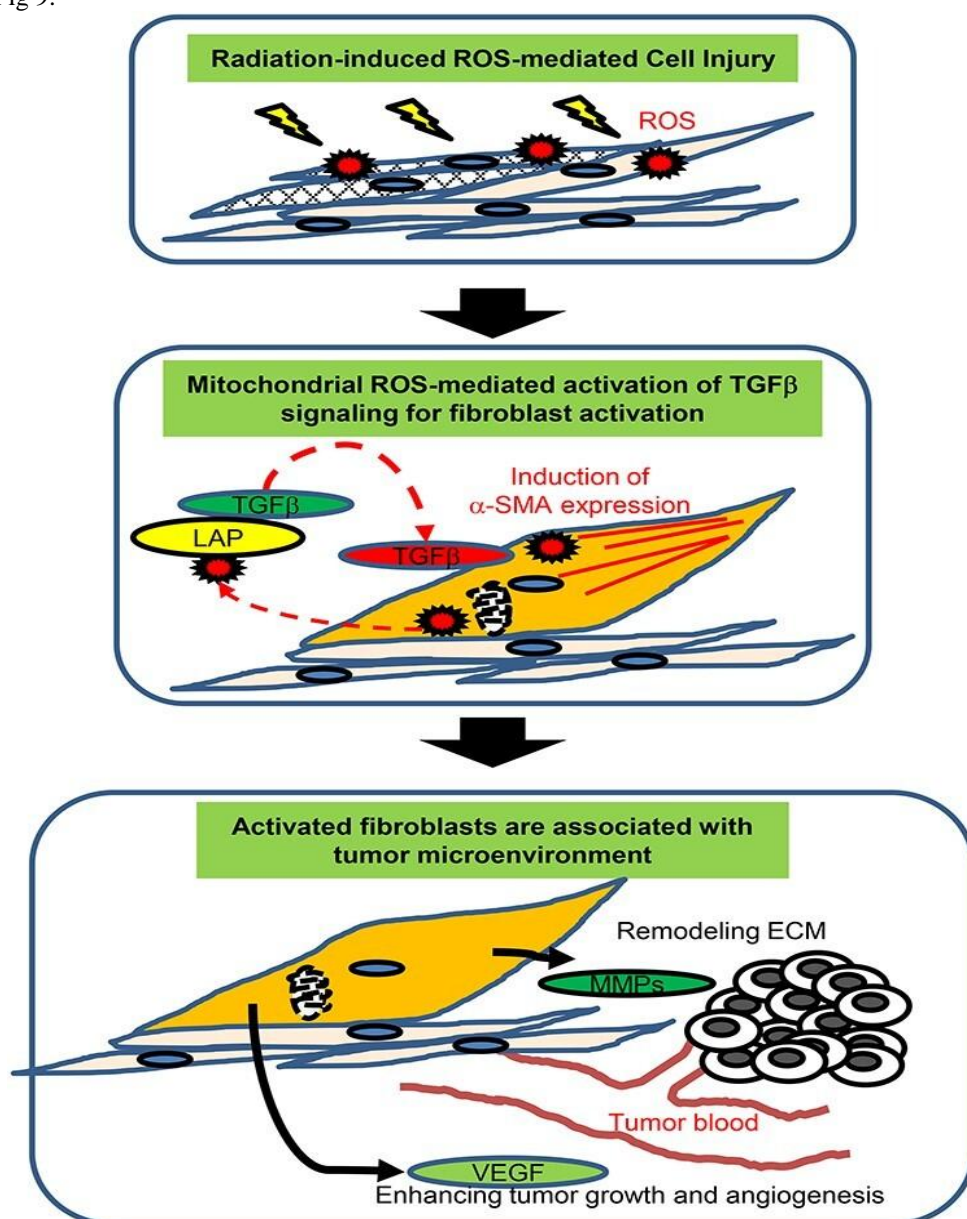 Fig 9.
Radiation-induced ROS-mediated Cell Injury
ROS
Mitochondrial ROS-mediated activation of TGFβ
signaling for fibroblast activation
Induction of
α-SMA expression
TGFβ
LAP
TGFβ
Activated fibroblasts are associated with
tumor microenvironment
Remodeling ECM
MMPs
Tumor blood
VEGF
Enhancing tumor growth and angiogenesis